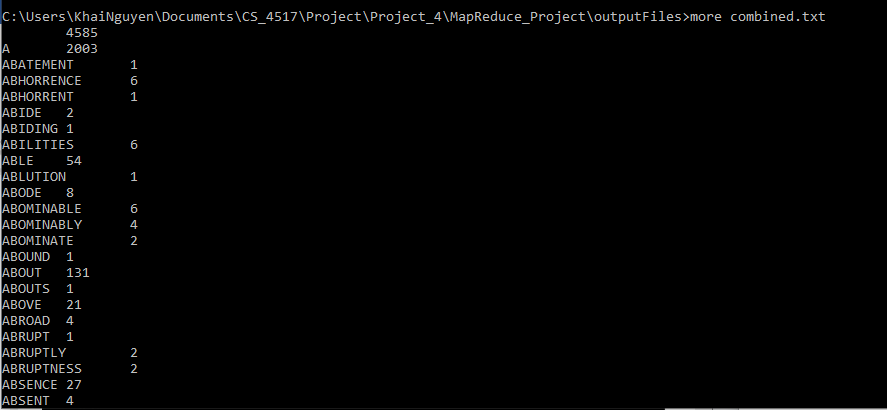 C:\Users\KhaiNguyen\Documents\CS_4517\Project\Project_4\MapReduce_Project\outputFiles>more combined.txt
        4585
A       2003
ABATEMENT       1
ABHORRENCE      6
ABHORRENT       1
ABIDE   2
ABIDING 1
ABILITIES       6
ABLE    54
ABLUTION        1
ABODE   8
ABOMINABLE      6
ABOMINABLY      4
ABOMINATE       2
ABOUND  1
ABOUT   131
ABOUTS  1
ABOVE   21
ABROAD  4
ABRUPT  1
ABRUPTLY        2
ABRUPTNESS      2
ABSENCE 27
ABSENT  4